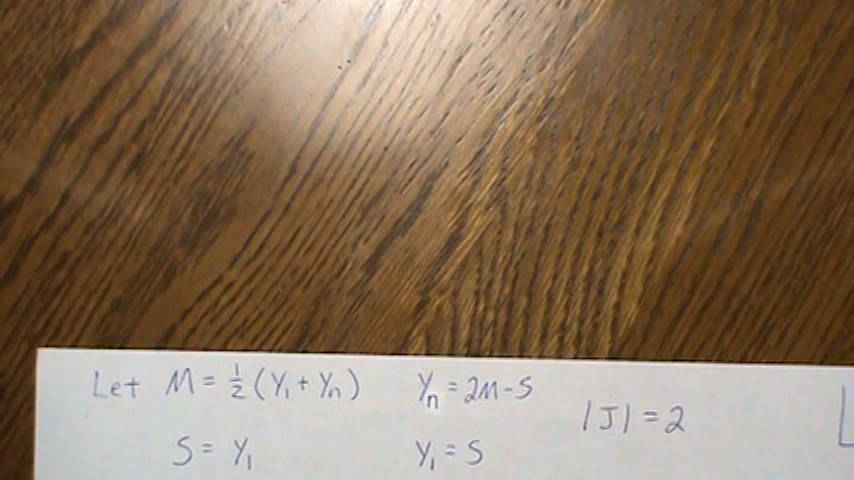 Let M = ½ (Y₁ + Yₙ) Yₙ = 2M - S
|J| = 2
S = Y₁ Y₁ = S